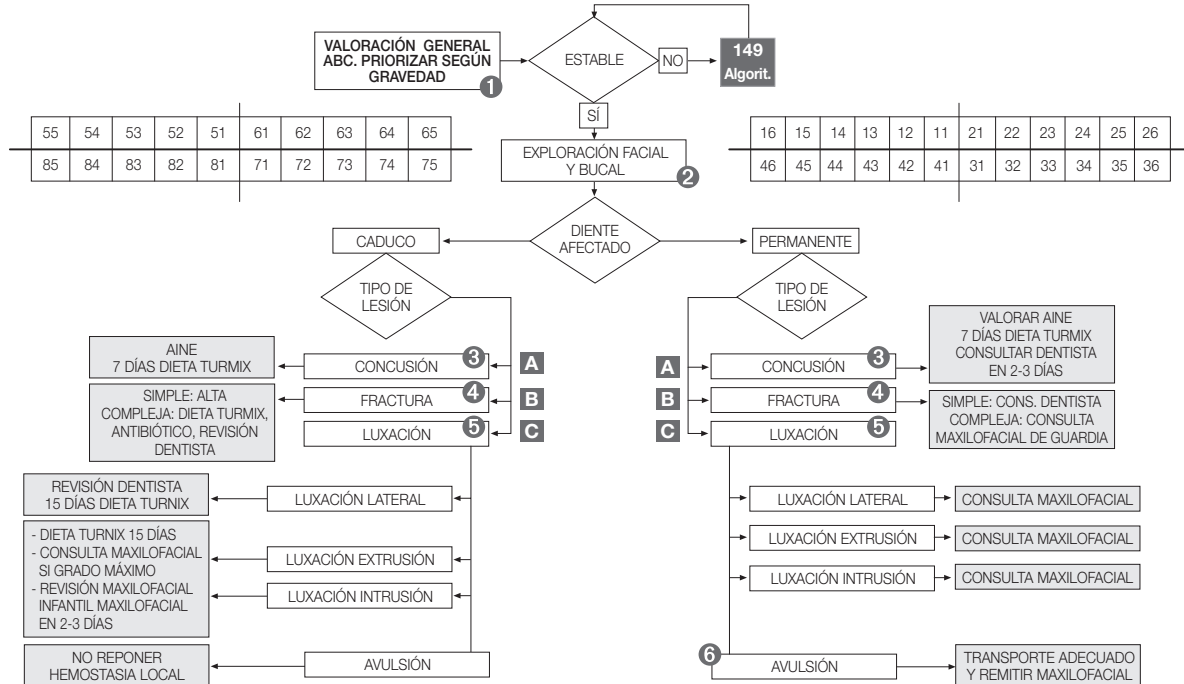 VALORACIÓN GENERAL
ABC. PRIORIZAR SEGÚN
GRAVEDAD
1
ESTABLE
NO
149
Algorit.
SÍ
55 54 53 52 51 61 62 63 64 65
85 84 83 82 81 71 72 73 74 75
EXPLORACIÓN FACIAL
Y BUCAL
2
16 15 14 13 12 11 21 22 23 24 25 26
46 45 44 43 42 41 31 32 33 34 35 36
DIENTE
AFECTADO
CADUCO
TIPO DE
LESIÓN
AINE
7 DÍAS DIETA TURMIX
CONCUSIÓN
3
A
SIMPLE: ALTA
COMPLEJA: DIETA TURMIX,
ANTIBIÓTICO, REVISIÓN
DENTISTA
FRACTURA
4
B
LUXACIÓN
5
C
REVISIÓN DENTISTA
15 DÍAS DIETA TURNIX
LUXACIÓN LATERAL
- DIETA TURNIX 15 DÍAS
- CONSULTA MAXILOFACIAL
SI GRADO MÁXIMO
- REVISIÓN MAXILOFACIAL
INFANTIL MAXILOFACIAL
EN 2-3 DÍAS
LUXACIÓN EXTRUSIÓN
LUXACIÓN INTRUSIÓN
NO REPONER
HEMOSTASIA LOCAL
AVULSIÓN
PERMANENTE
TIPO DE
LESIÓN
A
CONCUSIÓN
3
VALORAR AINE
7 DÍAS DIETA TURMIX
CONSULTAR DENTISTA
EN 2-3 DÍAS
B
FRACTURA
4
SIMPLE: CONS. DENTISTA
COMPLEJA: CONSULTA
MAXILOFACIAL DE GUARDIA
C
LUXACIÓN
5
LUXACIÓN LATERAL
CONSULTA MAXILOFACIAL
LUXACIÓN EXTRUSIÓN
CONSULTA MAXILOFACIAL
LUXACIÓN INTRUSIÓN
CONSULTA MAXILOFACIAL
6
AVULSIÓN
TRANSPORTE ADECUADO
Y REMITIR MAXILOFACIAL